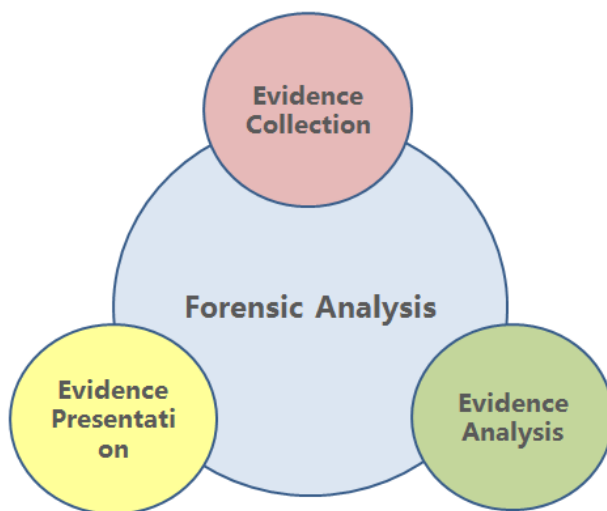 Evidence
Collection
Forensic Analysis
Evidence
Presentati
on
Evidence
Analysis